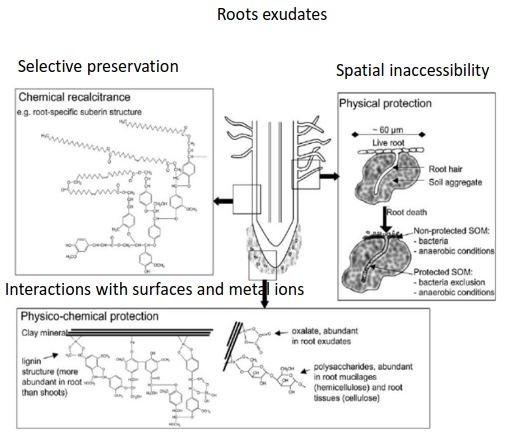 Roots exudates
Selective preservation
Spatial inaccessibility
Chemical recalcitrance
e.g. root-specific suberin structure
Physical protection
~ 60 µm
Live root
Root hair
Soil aggregate
Root death
Non-protected SOM:
- bacteria
- anaerobic conditions
Protected SOM:
- bacteria exclusion
- anaerobic conditions
Interactions with surfaces and metal ions
Physico-chemical protection
Clay mineral
lignin
structure (more
abundant in root
than shoots)
oxalate, abundant
in root exudates
polysaccharides, abundant
in root mucilages
(hemicellulose) and root
tissues (cellulose)